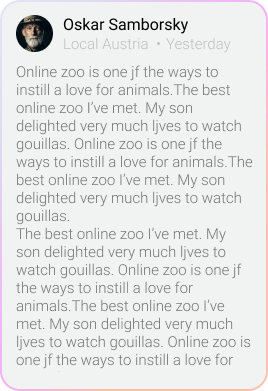 Oskar Samborsky
Local Austria • Yesterday
Online zoo is one jf the ways to
instill a love for animals.The best
online zoo I’ve met. My son
delighted very much ljves to watch
gouillas. Online zoo is one jf the
ways to instill a love for animals.The
best online zoo I’ve met. My son
delighted very much ljves to watch
gouillas.
The best online zoo I’ve met. My
son delighted very much ljves to
watch gouillas. Online zoo is one jf
the ways to instill a love for
animals.The best online zoo I’ve
met. My son delighted very much
ljves to watch gouillas. Online zoo is
one jf the ways to instill a love for